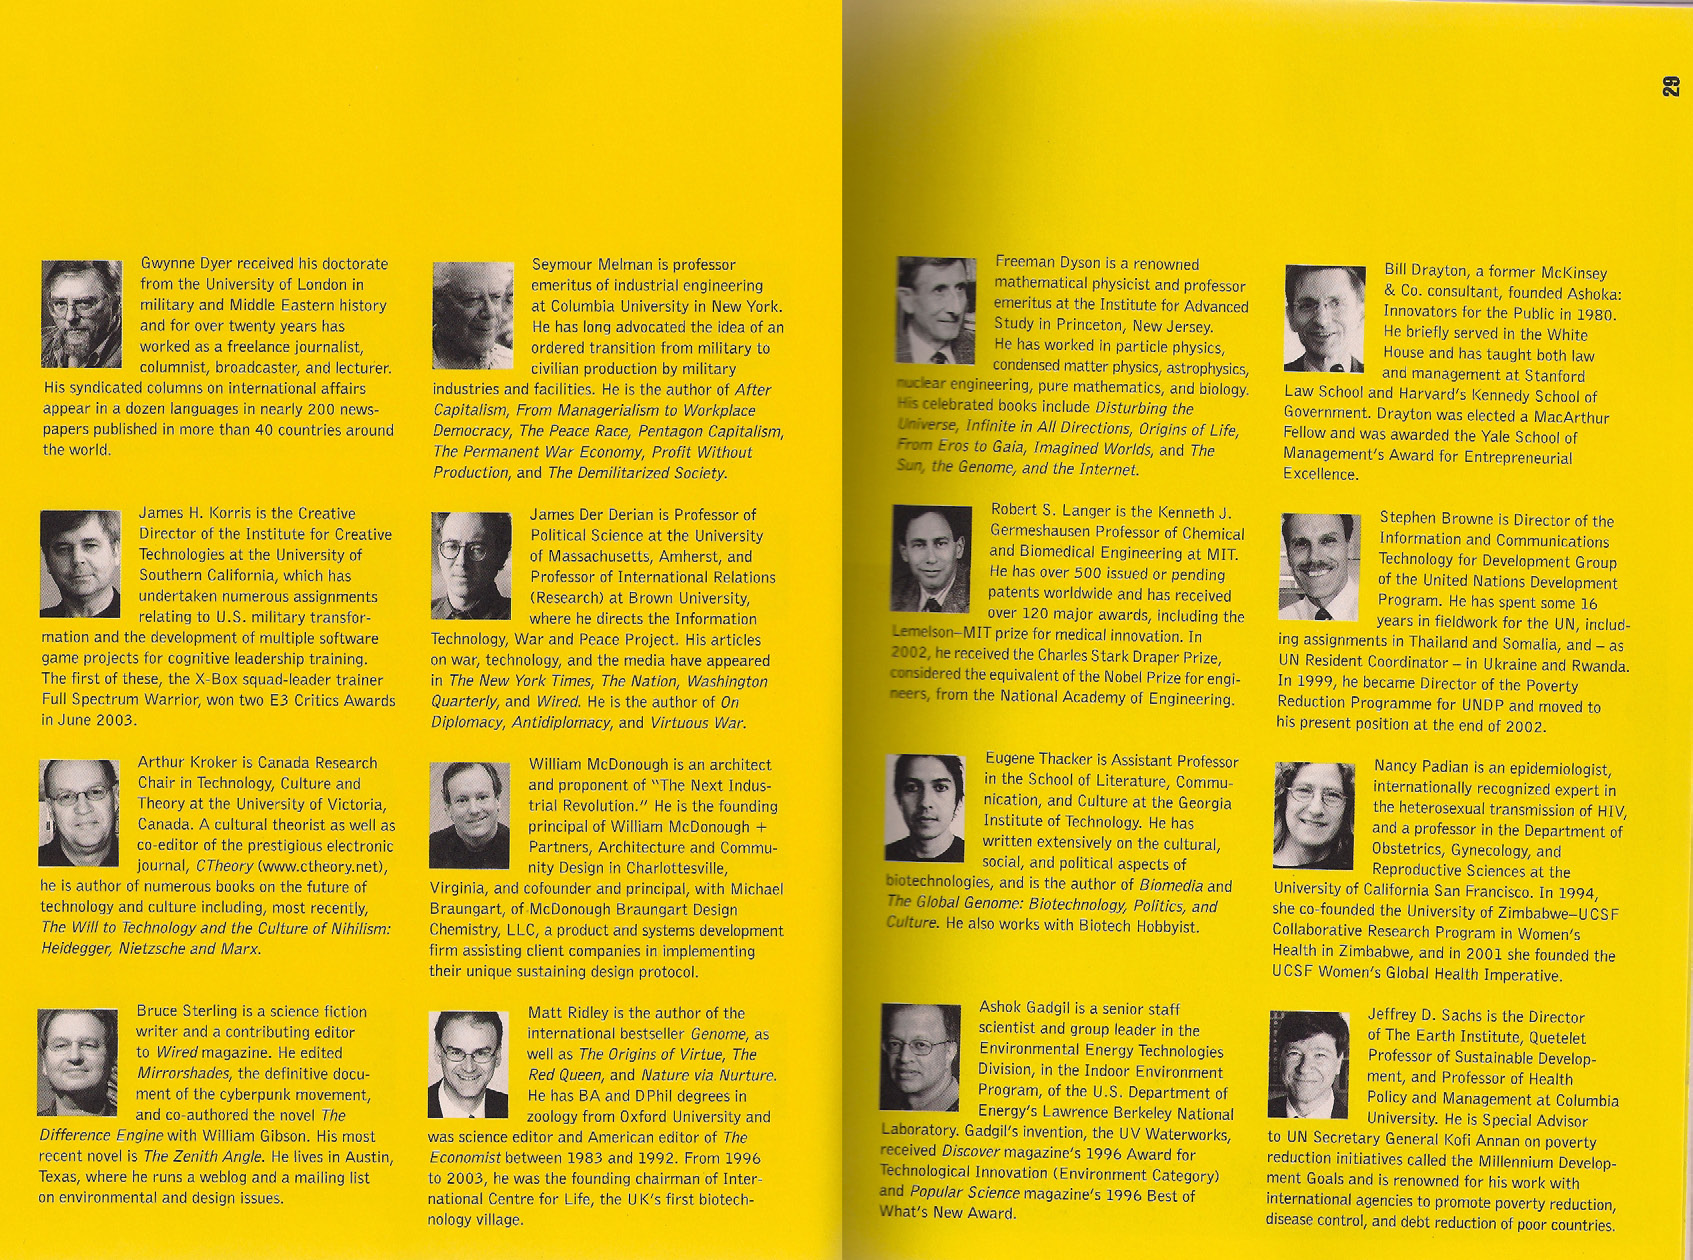 29
Gwynne Dyer received his doctorate
from the University of London in
military and Middle Eastern history
and for over twenty years has
worked as a freelance journalist,
columnist, broadcaster, and lecturer.
His syndicated columns on international affairs
appear in a dozen languages in nearly 200 news-
papers published in more than 40 countries around
the world.
James H. Korris is the Creative
Director of the Institute for Creative
Technologies at the University of
Southern California, which has
undertaken numerous assignments
relating to U.S. military transfor-
mation and the development of multiple software
game projects for cognitive leadership training.
The first of these, the X-Box squad-leader trainer
Full Spectrum Warrior, won two E3 Critics Awards
in June 2003.
Arthur Kroker is Canada Research
Chair in Technology, Culture and
Theory at the University of Victoria,
Canada. A cultural theorist as well as
co-editor of the prestigious electronic
journal, CTheory (www.ctheory.net),
he is author of numerous books on the future of
technology and culture including, most recently,
The Will to Technology and the Culture of Nihilism:
Heidegger, Nietzsche and Marx.
Bruce Sterling is a science fiction
writer and a contributing editor
to Wired magazine. He edited
Mirrorshades, the definitive docu-
ment of the cyberpunk movement,
and co-authored the novel The
Difference Engine with William Gibson. His most
recent novel is The Zenith Angle. He lives in Austin,
Texas, where he runs a weblog and a mailing list
on environmental and design issues.
Seymour Melman is professor
emeritus of industrial engineering
at Columbia University in New York.
He has long advocated the idea of an
ordered transition from military to
civilian production by military
industries and facilities. He is the author of After
Capitalism, From Managerialism to Workplace
Democracy, The Peace Race, Pentagon Capitalism,
The Permanent War Economy, Profit Without
Production, and The Demilitarized Society.
James Der Derian is Professor of
Political Science at the University
of Massachusetts, Amherst, and
Professor of International Relations
(Research) at Brown University,
where he directs the Information
Technology, War and Peace Project. His articles
on war, technology, and the media have appeared
in The New York Times, The Nation, Washington
Quarterly, and Wired. He is the author of On
Diplomacy, Antidiplomacy, and Virtuous War.
William McDonough is an architect
and proponent of “The Next Indus-
trial Revolution.” He is the founding
principal of William McDonough +
Partners, Architecture and Commu-
nity Design in Charlottesville,
Virginia, and cofounder and principal, with Michael
Braungart, of McDonough Braungart Design
Chemistry, LLC, a product and systems development
firm assisting client companies in implementing
their unique sustaining design protocol.
Matt Ridley is the author of the
international bestseller Genome, as
well as The Origins of Virtue, The
Red Queen, and Nature via Nurture.
He has BA and DPhil degrees in
zoology from Oxford University and
was science editor and American editor of The
Economist between 1983 and 1992. From 1996
to 2003, he was the founding chairman of Inter-
national Centre for Life, the UK’s first biotech-
nology village.
Freeman Dyson is a renowned
mathematical physicist and professor
emeritus at the Institute for Advanced
Study in Princeton, New Jersey.
He has worked in particle physics,
condensed matter physics, astrophysics,
nuclear engineering, pure mathematics, and biology.
His celebrated books include Disturbing the
Universe, Infinite in All Directions, Origins of Life,
From Eros to Gaia, Imagined Worlds, and The
Sun, the Genome, and the Internet.
Robert S. Langer is the Kenneth J.
Germeshausen Professor of Chemical
and Biomedical Engineering at MIT.
He has over 500 issued or pending
patents worldwide and has received
over 120 major awards, including the
Lemelson–MIT prize for medical innovation. In
2002, he received the Charles Stark Draper Prize,
considered the equivalent of the Nobel Prize for engi-
neers, from the National Academy of Engineering.
Eugene Thacker is Assistant Professor
in the School of Literature, Commu-
nication, and Culture at the Georgia
Institute of Technology. He has
written extensively on the cultural,
social, and political aspects of
biotechnologies, and is the author of Biomedia and
The Global Genome: Biotechnology, Politics, and
Culture. He also works with Biotech Hobbyist.
Ashok Gadgil is a senior staff
scientist and group leader in the
Environmental Energy Technologies
Division, in the Indoor Environment
Program, of the U.S. Department of
Energy’s Lawrence Berkeley National
Laboratory. Gadgil’s invention, the UV Waterworks,
received Discover magazine’s 1996 Award for
Technological Innovation (Environment Category)
and Popular Science magazine’s 1996 Best of
What’s New Award.
Bill Drayton, a former McKinsey
& Co. consultant, founded Ashoka:
Innovators for the Public in 1980.
He briefly served in the White
House and has taught both law
and management at Stanford
Law School and Harvard’s Kennedy School of
Government. Drayton was elected a MacArthur
Fellow and was awarded the Yale School of
Management’s Award for Entrepreneurial
Excellence.
Stephen Browne is Director of the
Information and Communications
Technology for Development Group
of the United Nations Development
Program. He has spent some 16
years in fieldwork for the UN, includ-
ing assignments in Thailand and Somalia, and – as
UN Resident Coordinator – in Ukraine and Rwanda.
In 1999, he became Director of the Poverty
Reduction Programme for UNDP and moved to
his present position at the end of 2002.
Nancy Padian is an epidemiologist,
internationally recognized expert in
the heterosexual transmission of HIV,
and a professor in the Department of
Obstetrics, Gynecology, and
Reproductive Sciences at the
University of California San Francisco. In 1994,
she co-founded the University of Zimbabwe–UCSF
Collaborative Research Program in Women’s
Health in Zimbabwe, and in 2001 she founded the
UCSF Women’s Global Health Imperative.
Jeffrey D. Sachs is the Director
of The Earth Institute, Quetelet
Professor of Sustainable Develop-
ment, and Professor of Health
Policy and Management at Columbia
University. He is Special Advisor
to UN Secretary General Kofi Annan on poverty
reduction initiatives called the Millennium Develop-
ment Goals and is renowned for his work with
international agencies to promote poverty reduction,
disease control, and debt reduction of poor countries.